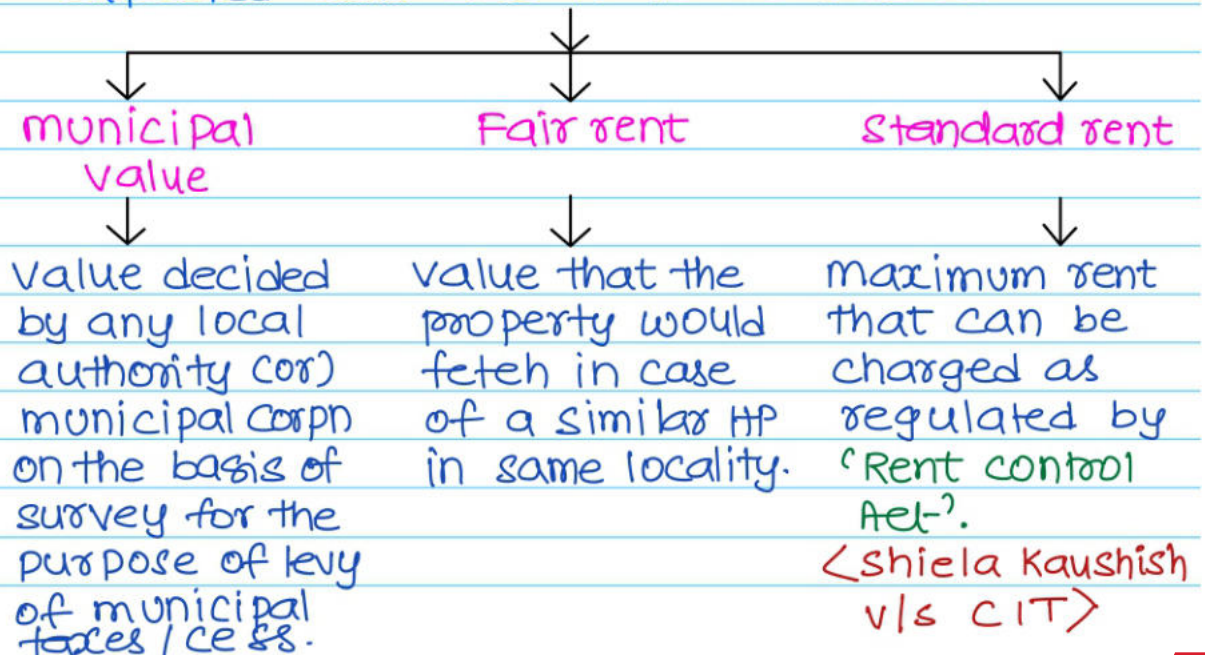 municipal
value
Fair rent
Standard rent
value decided
by any local
authority (or)
municipal corpn
on the basis of
survey for the
purpose of levy
of municipal
taxes / cess.
value that the
property would
fetch in case
of a similar HP
in same locality.
maximum rent
that can be
charged as
regulated by
'Rent control
Act'.
<Shiela Kaushish
v/s CIT>